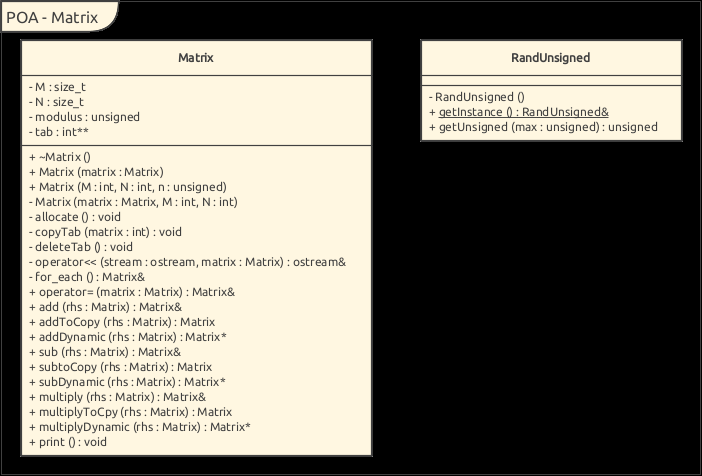 POA - Matrix
Matrix
- M : size_t
- N : size_t
- modulus : unsigned
- tab : int**
+ ~Matrix ()
+ Matrix (matrix : Matrix)
+ Matrix (M : int, N : int, n : unsigned)
- Matrix (matrix : Matrix, M : int, N : int)
- allocate () : void
- copyTab (matrix : int) : void
- deleteTab () : void
- operator<< (stream : ostream, matrix : Matrix) : ostream&
- for_each () : Matrix&
+ operator= (matrix : Matrix) : Matrix&
+ add (rhs : Matrix) : Matrix&
+ addToCopy (rhs : Matrix) : Matrix
+ addDynamic (rhs : Matrix) : Matrix*
+ sub (rhs : Matrix) : Matrix&
+ subtoCopy (rhs : Matrix) : Matrix
+ subDynamic (rhs : Matrix) : Matrix*
+ multiply (rhs : Matrix) : Matrix&
+ multiplyToCpy (rhs : Matrix) : Matrix
+ multiplyDynamic (rhs : Matrix) : Matrix*
+ print () : void
RandUnsigned
- RandUnsigned ()
+ getInstance () : RandUnsigned&
+ getUnsigned (max : unsigned) : unsigned